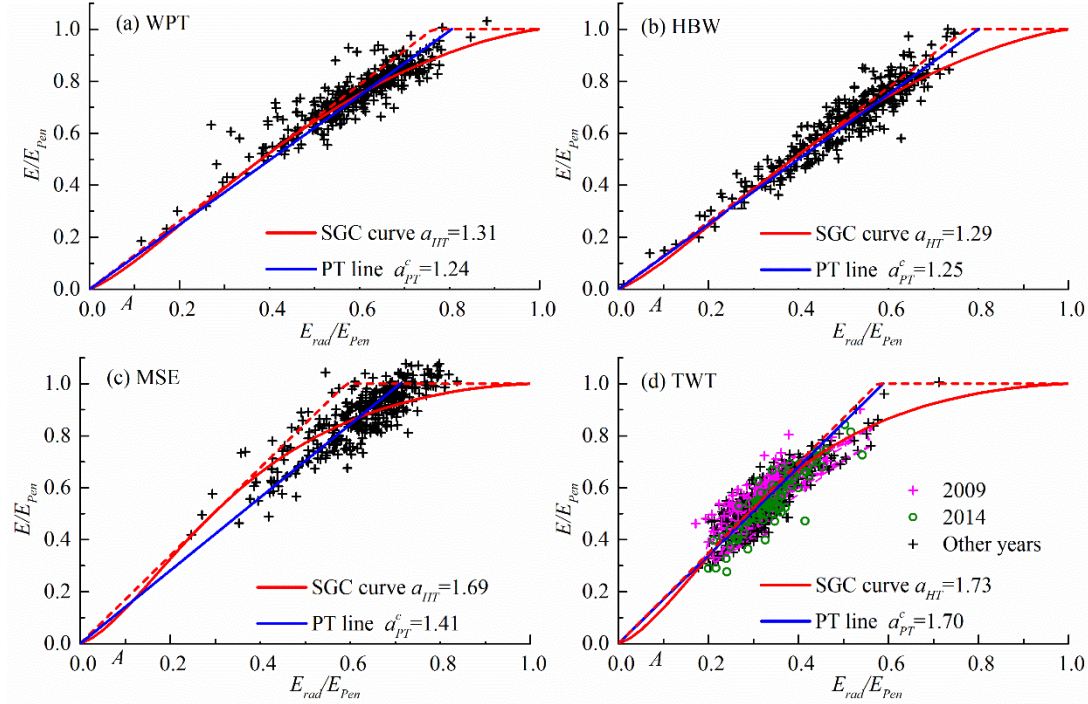 (a) WPT
E/E_Pen
1.0
0.8
0.6
0.4
0.2
0.0
SGC curve a_HT=1.31
PT line a^c_PT=1.24
0.0 A 0.2 0.4 0.6 0.8 1.0
E_rad/E_Pen
(b) HBW
E/E_Pen
1.0
0.8
0.6
0.4
0.2
0.0
SGC curve a_HT=1.29
PT line a^c_PT=1.25
0.0 A 0.2 0.4 0.6 0.8 1.0
E_rad/E_Pen
(c) MSE
E/E_Pen
1.0
0.8
0.6
0.4
0.2
0.0
SGC curve a_HT=1.69
PT line a^c_PT=1.41
0.0 A 0.2 0.4 0.6 0.8 1.0
E_rad/E_Pen
(d) TWT
E/E_Pen
1.0
0.8
0.6
0.4
0.2
0.0
2009
2014
Other years
SGC curve a_HT=1.73
PT line a^c_PT=1.70
0.0 A 0.2 0.4 0.6 0.8 1.0
E_rad/E_Pen